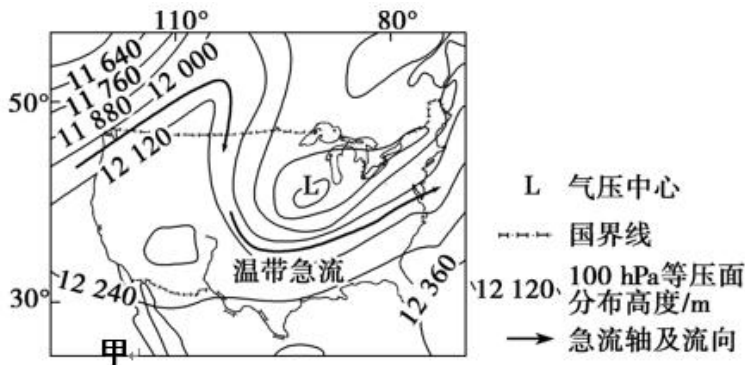 110° 80°
11 640
11 760
11 880
12 000
50°
12 120
L
温带急流
12 240
30°
12 360
甲
L 气压中心
国界线
12 120 100 hPa等压面
分布高度/m
急流轴及流向